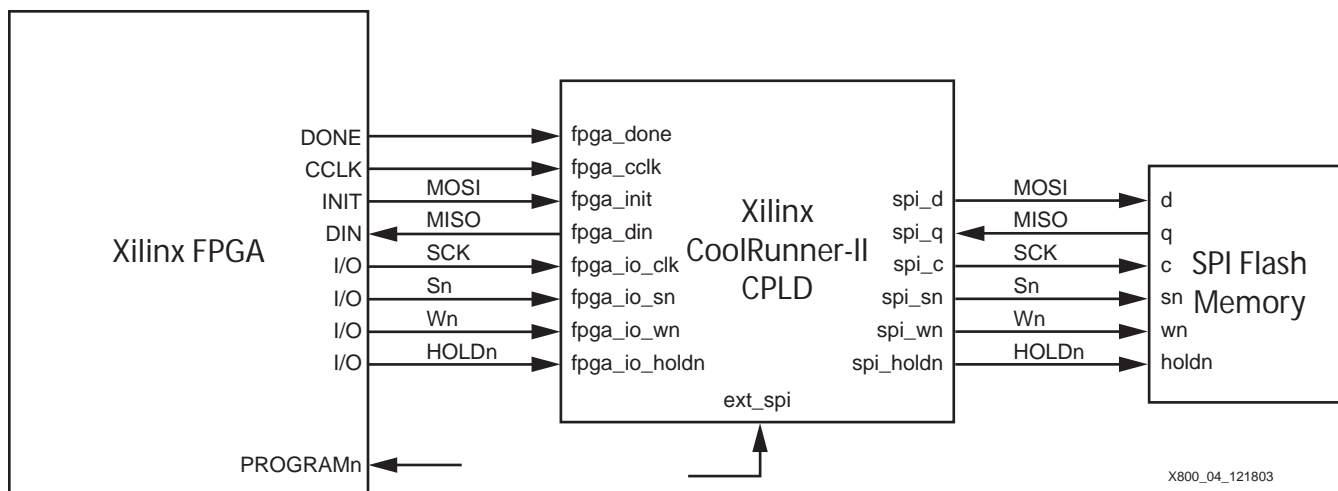 DONE
CCLK
INIT
DIN
I/O
I/O
I/O
I/O
PROGRAMn
Xilinx FPGA
MOSI
MISO
SCK
Sn
Wn
HOLDn
fpga_done
fpga_cclk
fpga_init
fpga_din
fpga_io_clk
fpga_io_sn
fpga_io_wn
fpga_io_holdn
Xilinx
CoolRunner-II
CPLD
ext_spi
spi_d
spi_q
spi_c
spi_sn
spi_wn
spi_holdn
MOSI
MISO
SCK
Sn
Wn
HOLDn
d
q
c
sn
wn
holdn
SPI Flash
Memory
X800_04_121803